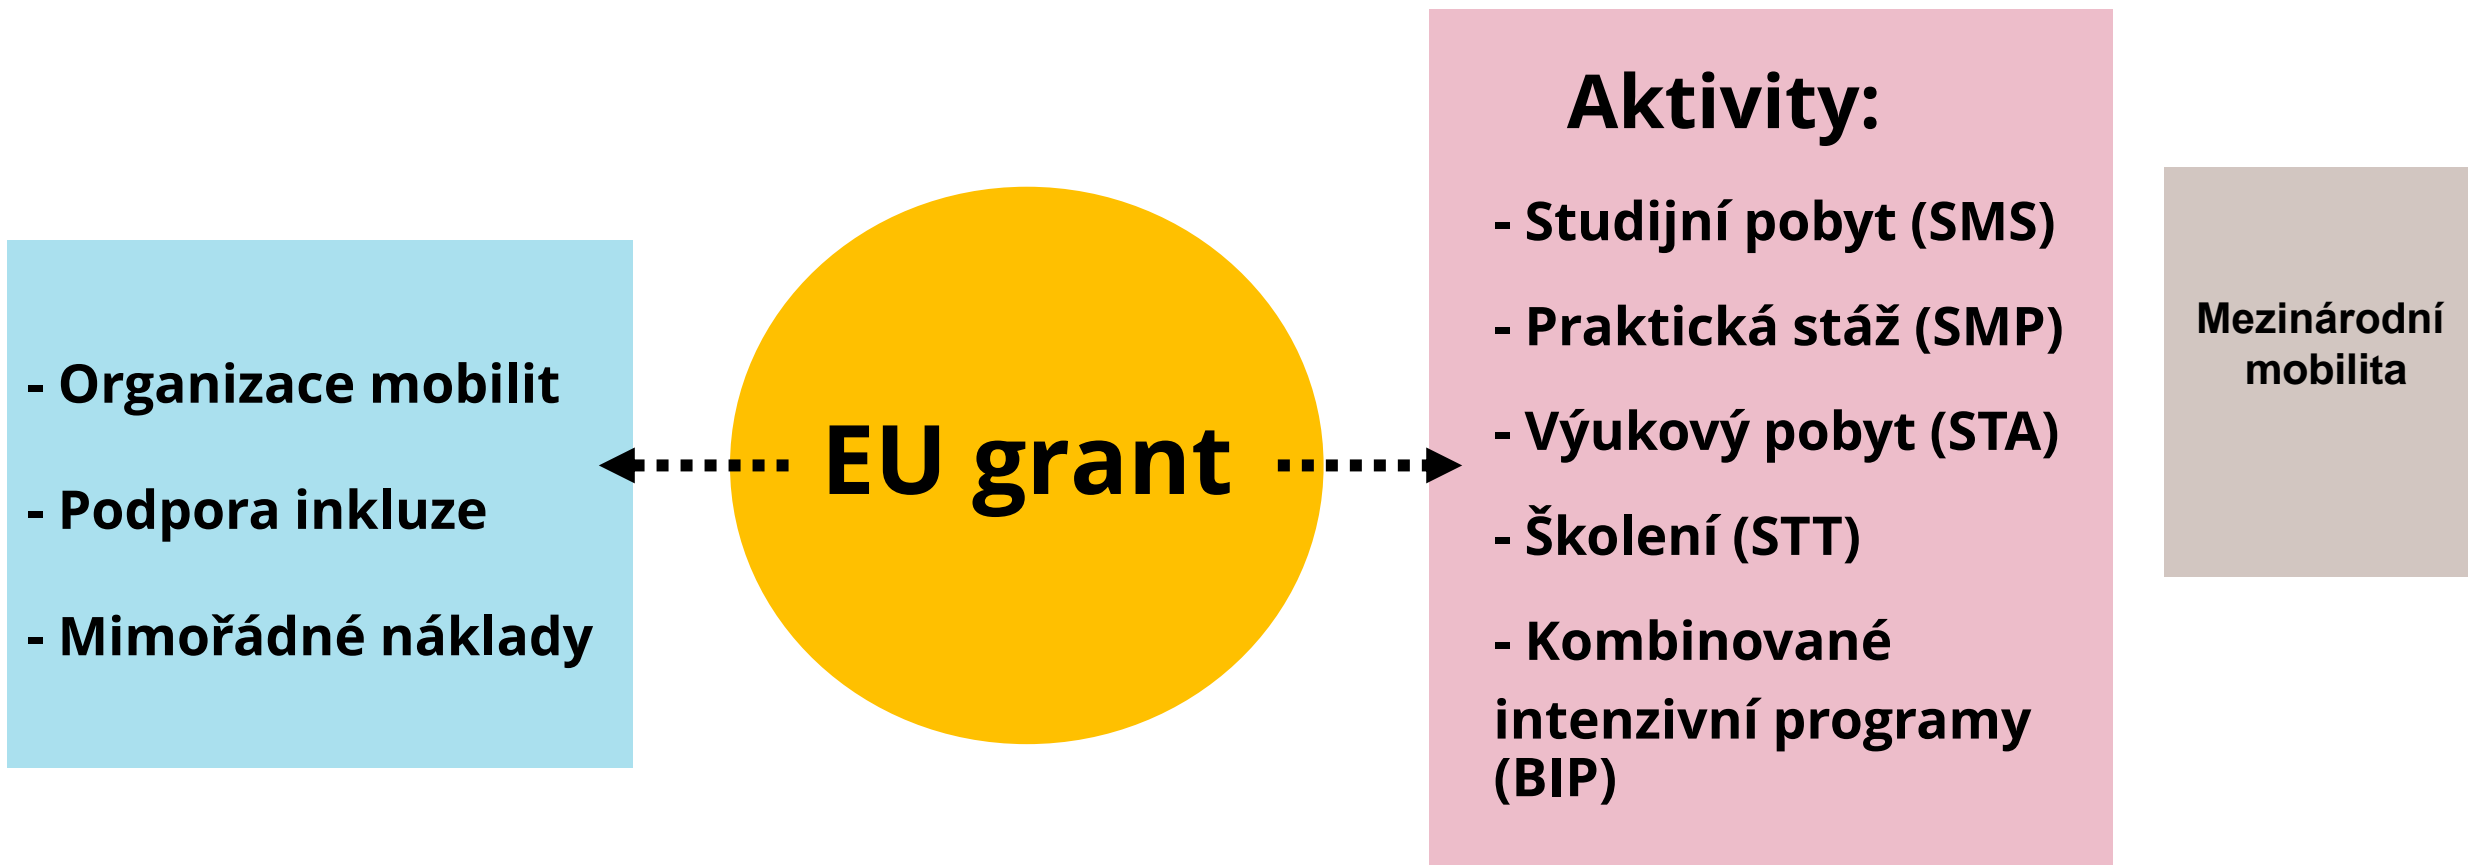 - Organizace mobilit
- Podpora inkluze
- Mimořádné náklady
EU grant
Aktivity:
- Studijní pobyt (SMS)
- Praktická stáž (SMP)
- Výukový pobyt (STA)
- Školení (STT)
- Kombinované
intenzivní programy
(BIP)
Mezinárodní
mobilita